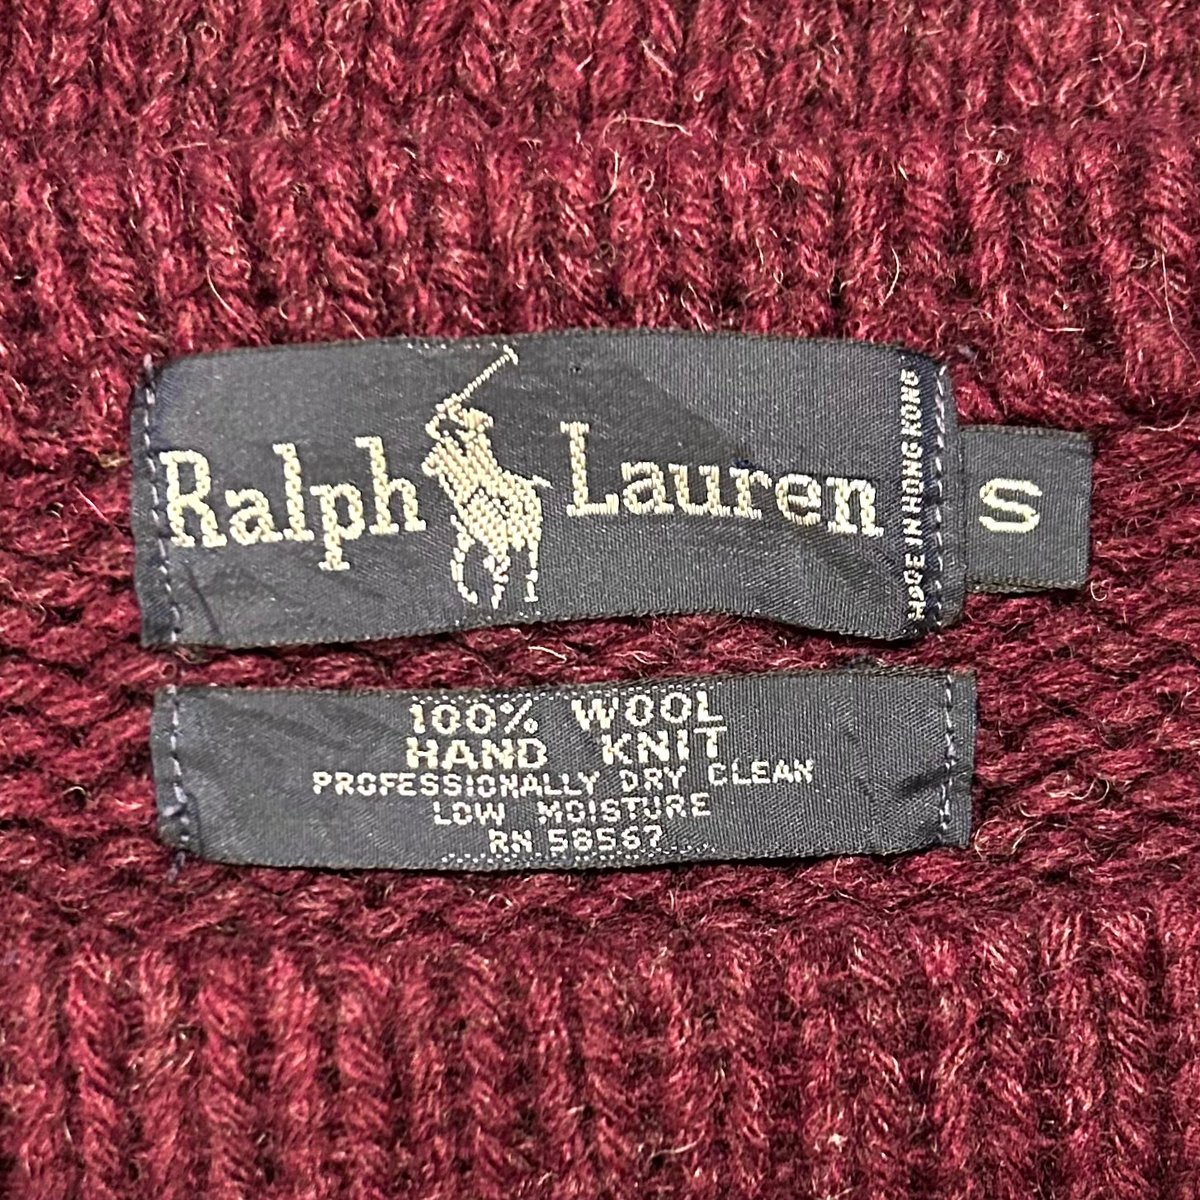 Ralph Lauren
MADE IN HONG KONG
S
100% WOOL
HAND KNIT
PROFESSIONALLY DRY CLEAN
LOW MOISTURE
RN 58567